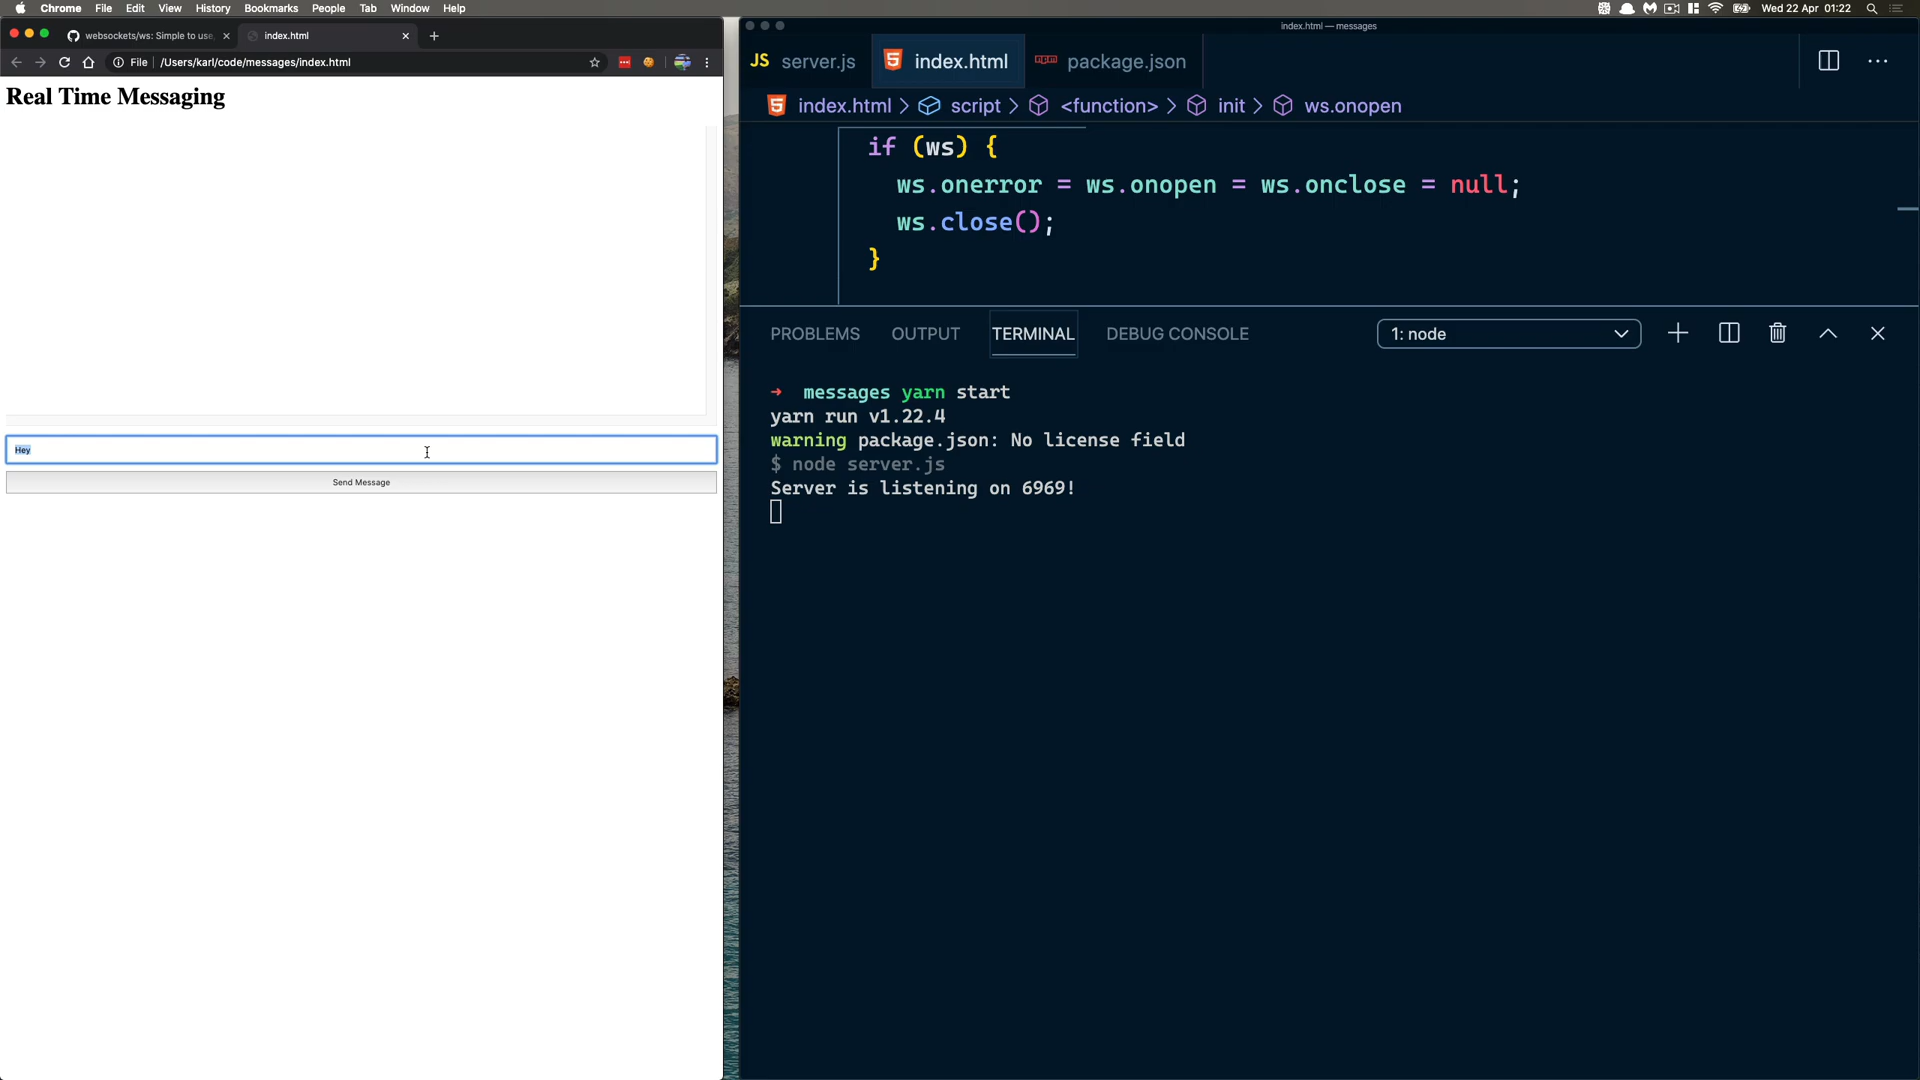 Chrome File Edit View History Bookmarks People Tab Window Help
Wed 22 Apr 01:22
websockets/ws: Simple to use,
index.html
File /Users/karl/code/messages/index.html
Real Time Messaging
Hey
Send Message
index.html — messages
JS server.js
index.html
package.json
index.html > script > <function> > init > ws.onopen
if (ws) {
ws.onerror = ws.onopen = ws.onclose = null;
ws.close();
}
PROBLEMS OUTPUT TERMINAL DEBUG CONSOLE
1: node
→ messages yarn start
yarn run v1.22.4
warning package.json: No license field
$ node server.js
Server is listening on 6969!